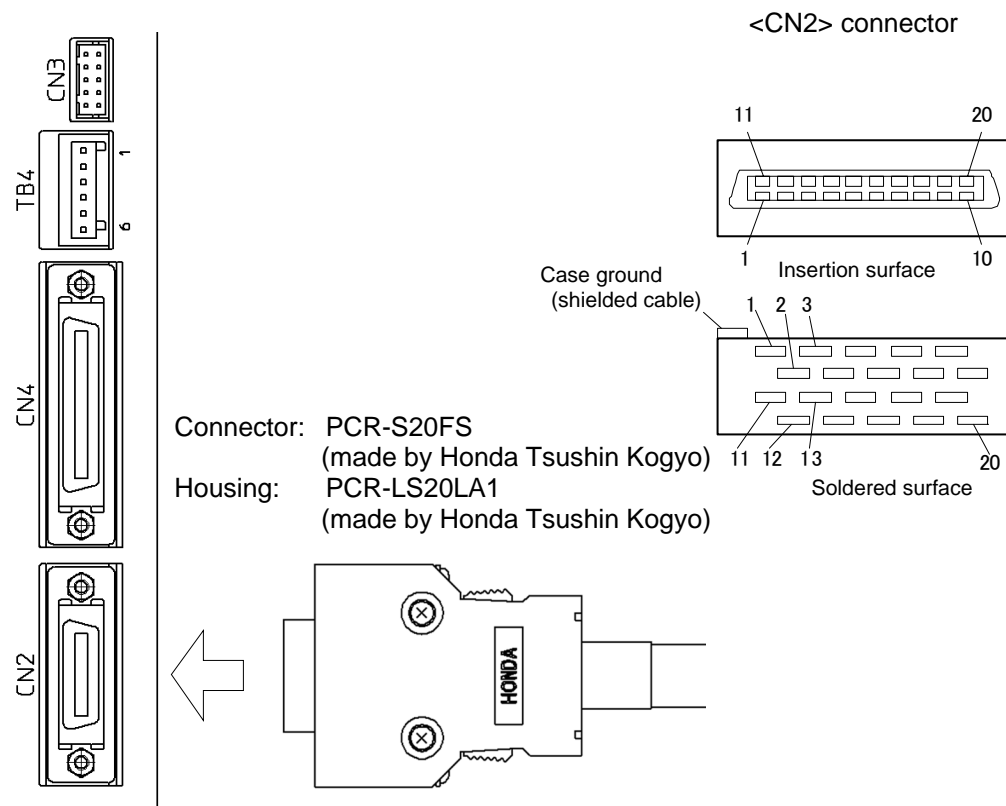 <CN2> connector
CN3
TB4
1
6
CN4
CN2
11
20
1
10
Insertion surface
Case ground
(shielded cable)
1
2
3
11
12
13
20
Soldered surface
Connector: PCR-S20FS
(made by Honda Tsushin Kogyo)
Housing: PCR-LS20LA1
(made by Honda Tsushin Kogyo)
HONDA